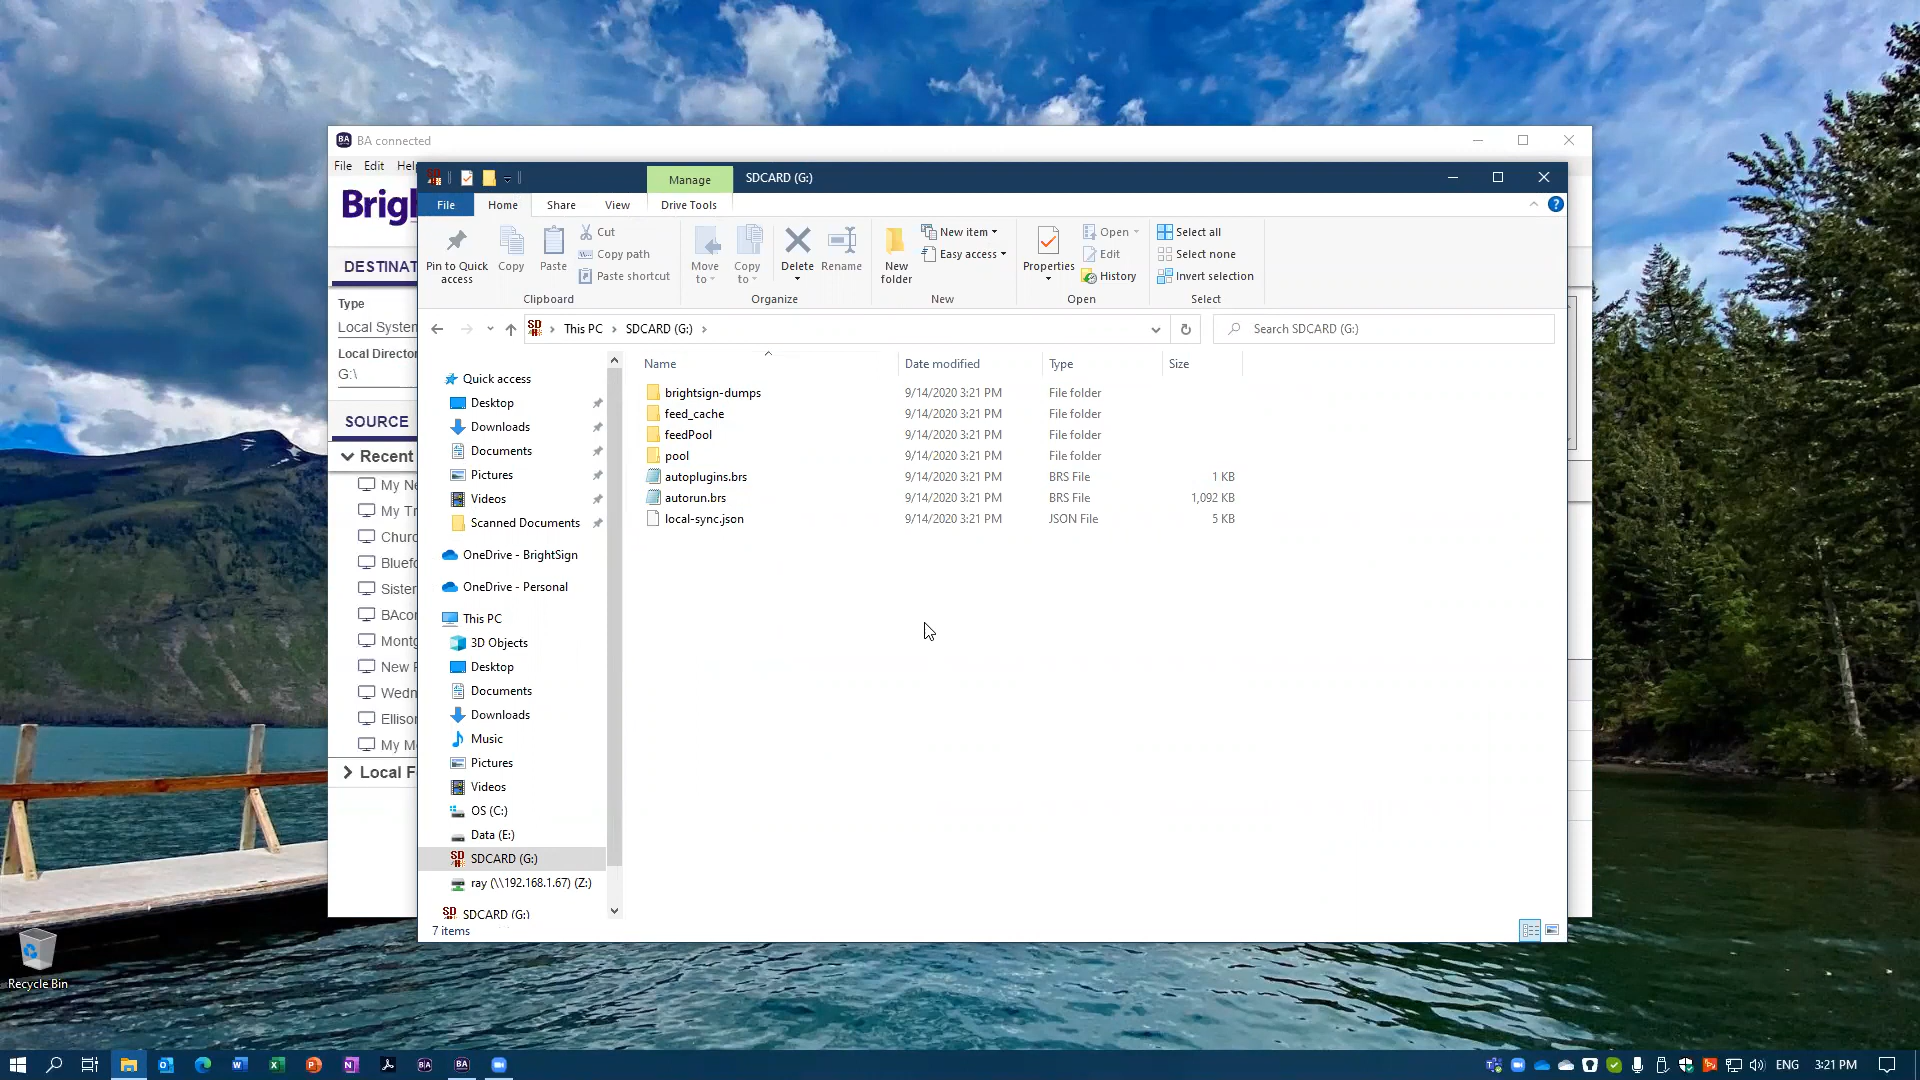 BA connected
File Edit Help
Brig
DESTINAT
Type
Local System
Local Director
G:\
SOURCE
Recent
My Ne
My Tr
Churc
Bluefo
Sister
BAcon
Montg
New P
Wedn
Elliso
My M
Local F
Manage
SDCARD (G:)
File
Home
Share
View
Drive Tools
Pin to Quick access
Copy
Paste
Cut
Copy path
Paste shortcut
Clipboard
Move to
Copy to
Delete
Rename
Organize
New folder
New item
Easy access
New
Properties
Open
Edit
History
Open
Select all
Select none
Invert selection
Select
This PC
SDCARD (G:)
Search SDCARD (G:)
Name Date modified Type Size
brightsign-dumps 9/14/2020 3:21 PM File folder
feed_cache 9/14/2020 3:21 PM File folder
feedPool 9/14/2020 3:21 PM File folder
pool 9/14/2020 3:21 PM File folder
autoplugins.brs 9/14/2020 3:21 PM BRS File 1 KB
autorun.brs 9/14/2020 3:21 PM BRS File 1,092 KB
local-sync.json 9/14/2020 3:21 PM JSON File 5 KB
Quick access
Desktop
Downloads
Documents
Pictures
Videos
Scanned Documents
OneDrive - BrightSign
OneDrive - Personal
This PC
3D Objects
Desktop
Documents
Downloads
Music
Pictures
Videos
OS (C:)
Data (E:)
SDCARD (G:)
ray (\\192.168.1.67) (Z:)
SDCARD (G:)
7 items
Recycle Bin
ENG 3:21 PM